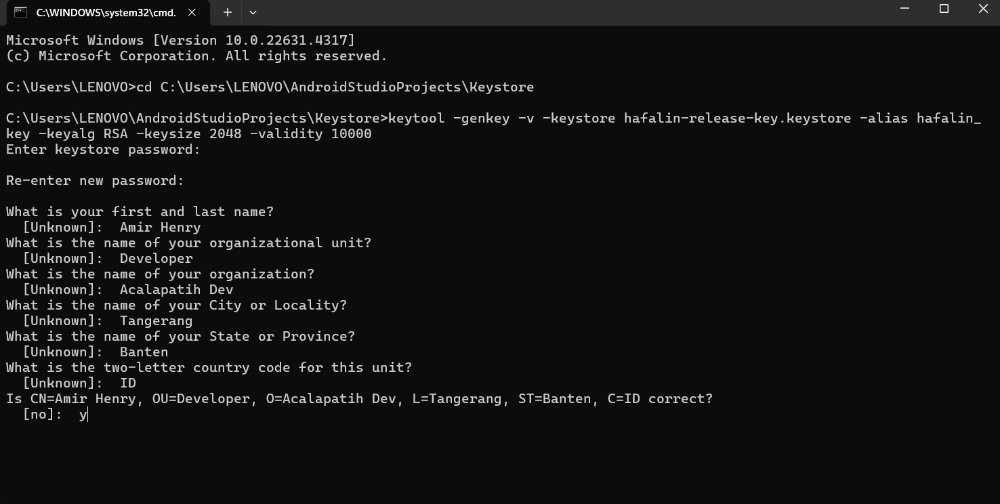 C:\WINDOWS\system32\cmd.
Microsoft Windows [Version 10.0.22631.4317]
(c) Microsoft Corporation. All rights reserved.
C:\Users\LENOVO>cd C:\Users\LENOVO\AndroidStudioProjects\Keystore
C:\Users\LENOVO\AndroidStudioProjects\Keystore>keytool -genkey -v -keystore hafalin-release-key.keystore -alias hafalin_
key -keyalg RSA -keysize 2048 -validity 10000
Enter keystore password:
Re-enter new password:
What is your first and last name?
  [Unknown]:  Amir Henry
What is the name of your organizational unit?
  [Unknown]:  Developer
What is the name of your organization?
  [Unknown]:  Acalapatih Dev
What is the name of your City or Locality?
  [Unknown]:  Tangerang
What is the name of your State or Province?
  [Unknown]:  Banten
What is the two-letter country code for this unit?
  [Unknown]:  ID
Is CN=Amir Henry, OU=Developer, O=Acalapatih Dev, L=Tangerang, ST=Banten, C=ID correct?
  [no]:  y